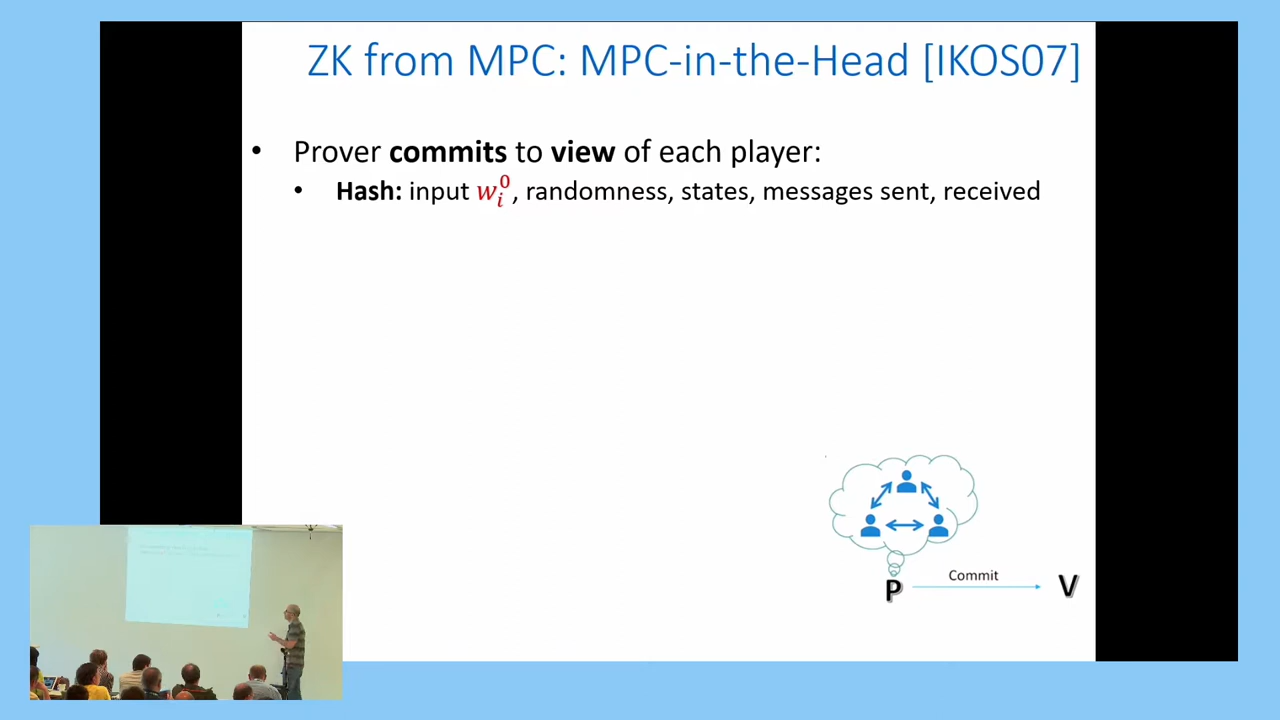 ZK from MPC: MPC-in-the-Head [IKOS07]
• Prover commits to view of each player:
• Hash: input w_i^0, randomness, states, messages sent, received
Commit
P
V